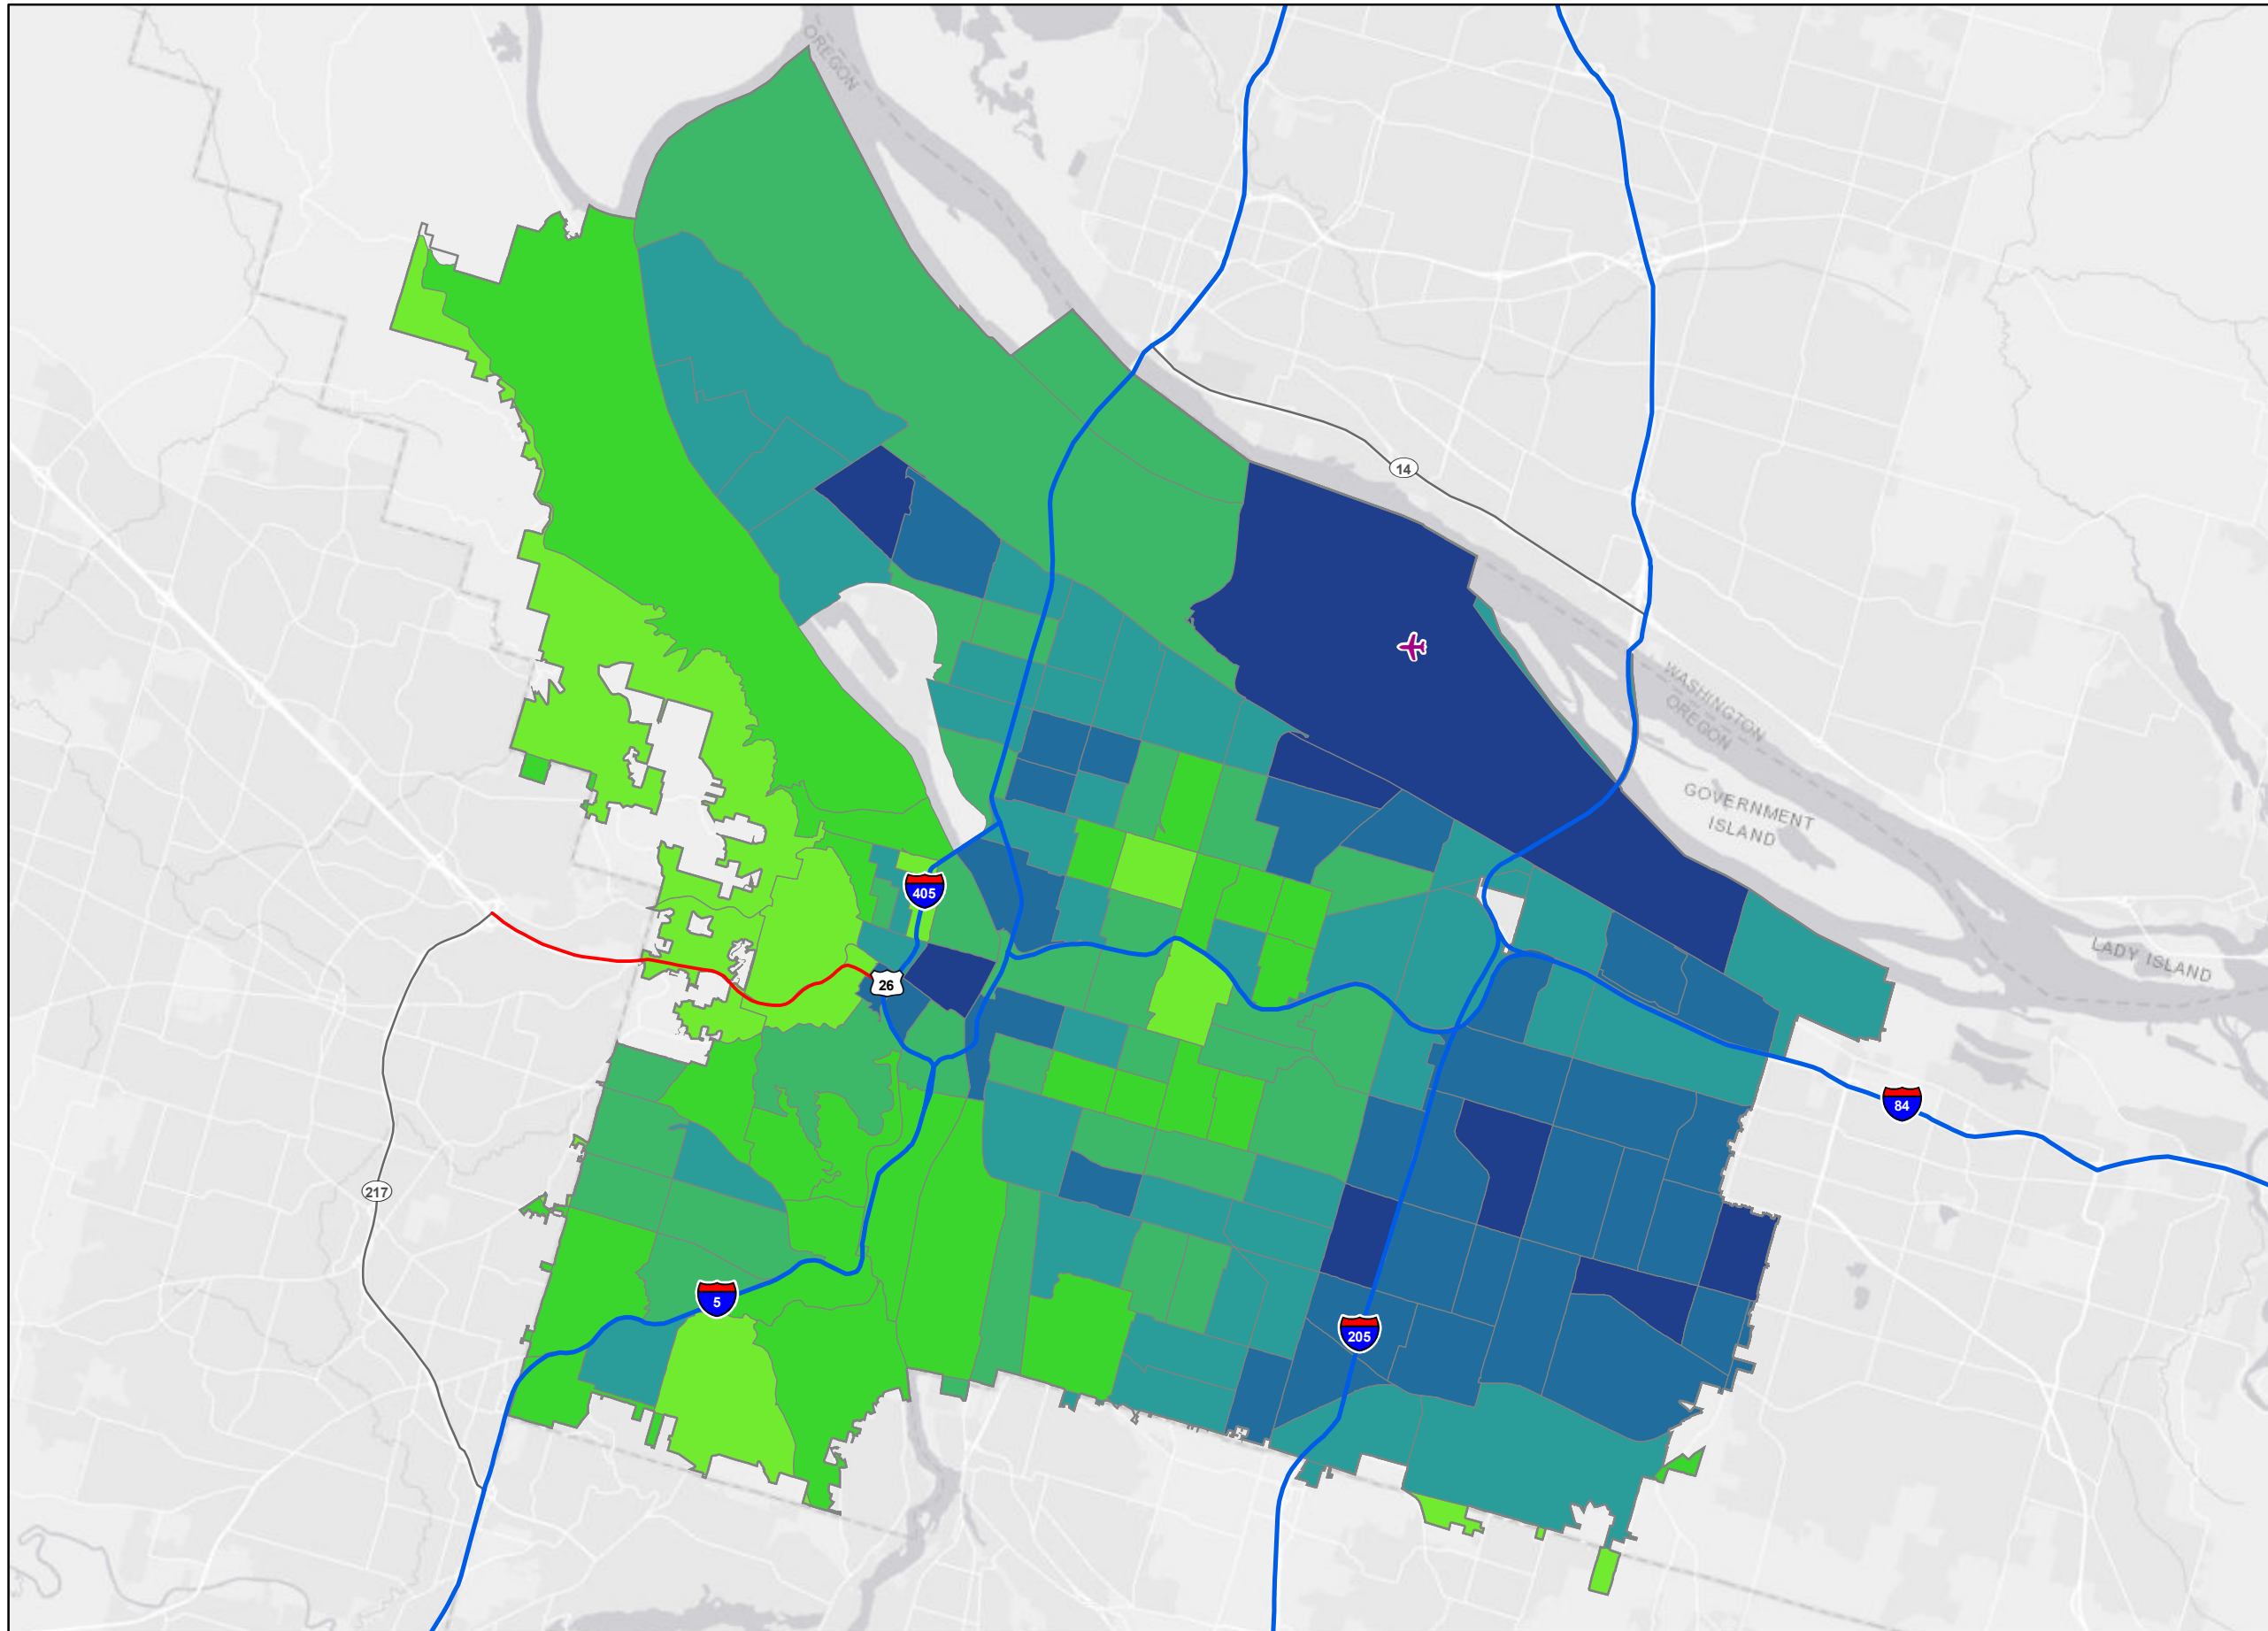 OREGON
14
WASHINGTON
OREGON
GOVERNMENT
ISLAND
405
LADY ISLAND
26
84
217
5
205